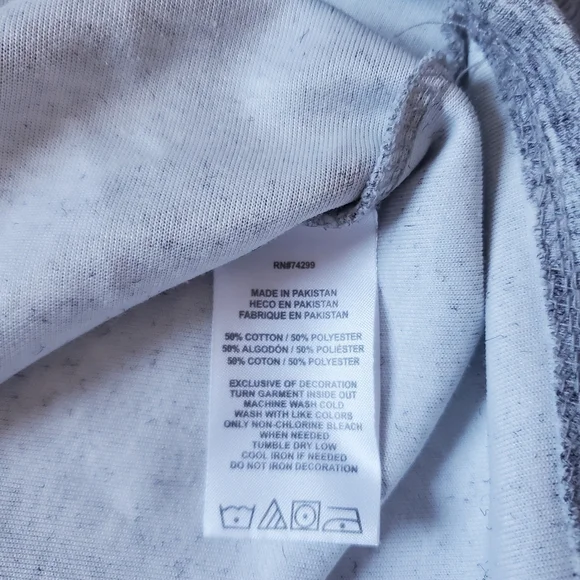 RN#74299
MADE IN PAKISTAN
HECO EN PAKISTAN
FABRIQUE EN PAKISTAN
50% COTTON / 50% POLYESTER
50% ALGODÓN / 50% POLIÉSTER
50% COTON / 50% POLYESTER
EXCLUSIVE OF DECORATION
TURN GARMENT INSIDE OUT
MACHINE WASH COLD
WASH WITH LIKE COLORS
ONLY NON-CHLORINE BLEACH
WHEN NEEDED
TUMBLE DRY LOW
COOL IRON IF NEEDED
DO NOT IRON DECORATION